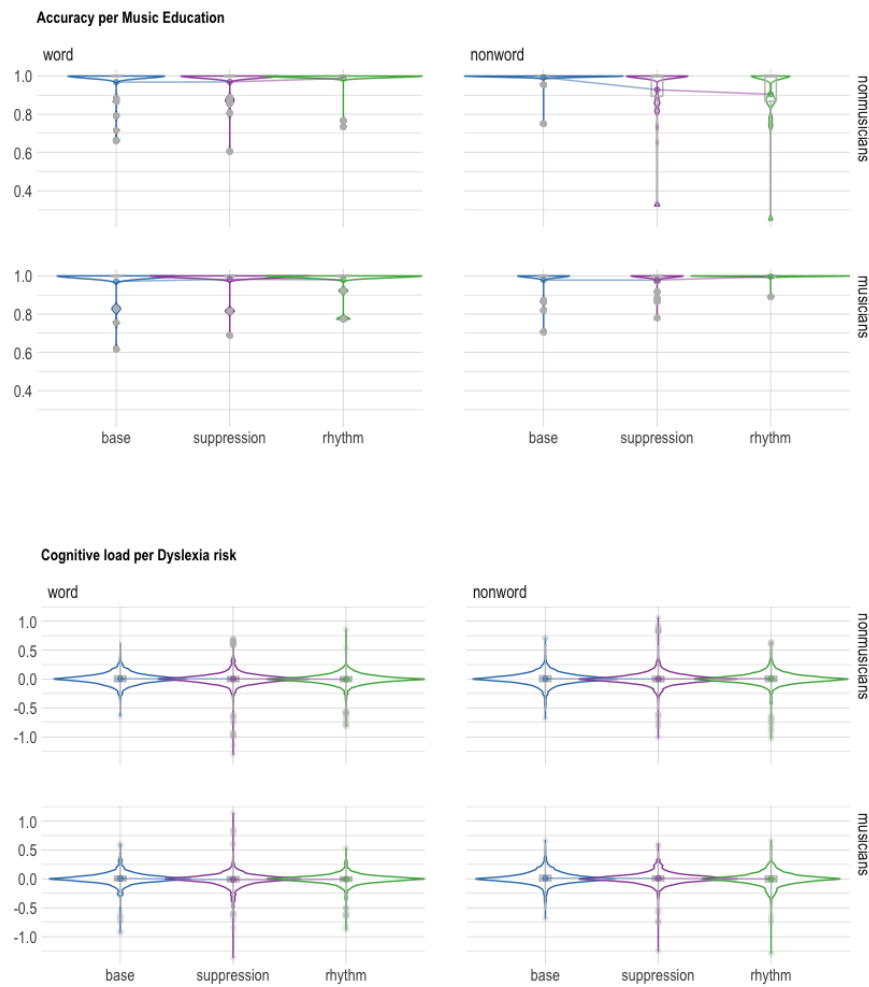 Accuracy per Music Education
word nonword
1.0
0.8
0.6
0.4
nonmusicians
1.0
0.8
0.6
0.4
musicians
base suppression rhythm base suppression rhythm
Cognitive load per Dyslexia risk
word nonword
1.0
0.5
0.0
-0.5
-1.0
nonmusicians
1.0
0.5
0.0
-0.5
-1.0
musicians
base suppression rhythm base suppression rhythm